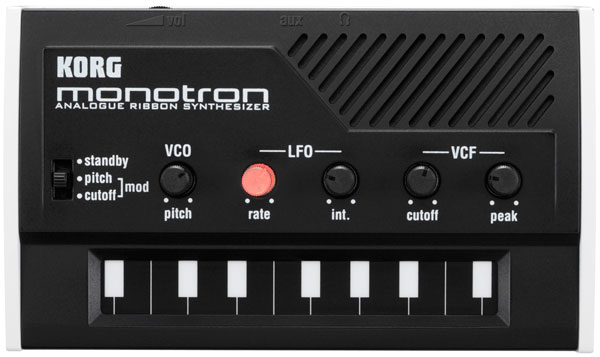 vol aux
KORG
monotron
ANALOGUE RIBBON SYNTHESIZER
standby
pitch
cutoff
mod
VCO LFO VCF
pitch rate int. cutoff peak